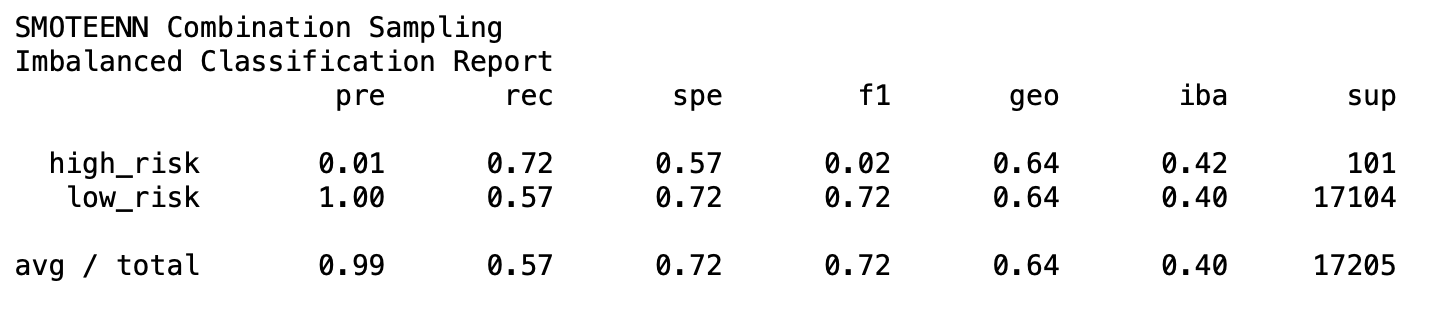 SMOTEENN Combination Sampling
Imbalanced Classification Report
pre rec spe f1 geo iba sup
high_risk 0.01 0.72 0.57 0.02 0.64 0.42 101
low_risk 1.00 0.57 0.72 0.72 0.64 0.40 17104
avg / total 0.99 0.57 0.72 0.72 0.64 0.40 17205